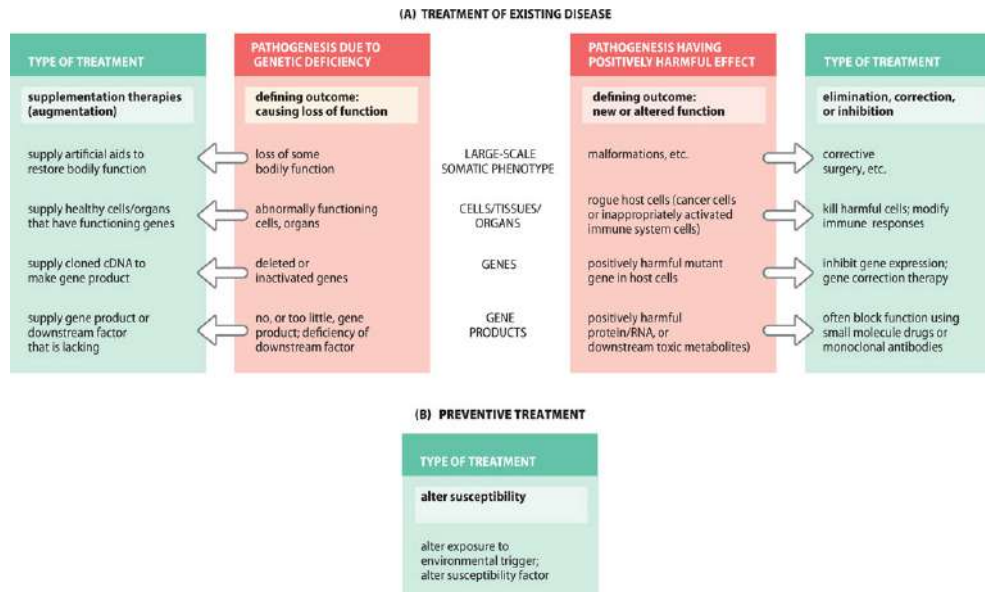 (A) TREATMENT OF EXISTING DISEASE
TYPE OF TREATMENT
supplementation therapies
(augmentation)
supply artificial aids to
restore bodily function
supply healthy cells/organs
that have functioning genes
supply cloned cDNA to
make gene product
supply gene product or
downstream factor
that is lacking
PATHOGENESIS DUE TO
GENETIC DEFICIENCY
defining outcome:
causing loss of function
loss of some
bodily function
abnormally functioning
cells, organs
deleted or
inactivated genes
no, or too little, gene
product; deficiency of
downstream factor
LARGE-SCALE
SOMATIC PHENOTYPE
CELLS/TISSUES/
ORGANS
GENES
GENE
PRODUCTS
PATHOGENESIS HAVING
POSITIVELY HARMFUL EFFECT
defining outcome:
new or altered function
malformations, etc.
rogue host cells (cancer cells
or inappropriately activated
immune system cells)
positively harmful mutant
gene in host cells
positively harmful
protein/RNA, or
downstream toxic metabolites)
TYPE OF TREATMENT
elimination, correction,
or inhibition
corrective
surgery, etc.
kill harmful cells; modify
immune responses
inhibit gene expression;
gene correction therapy
often block function using
small molecule drugs or
monoclonal antibodies
(B) PREVENTIVE TREATMENT
TYPE OF TREATMENT
alter susceptibility
alter exposure to
environmental trigger;
alter susceptibility factor